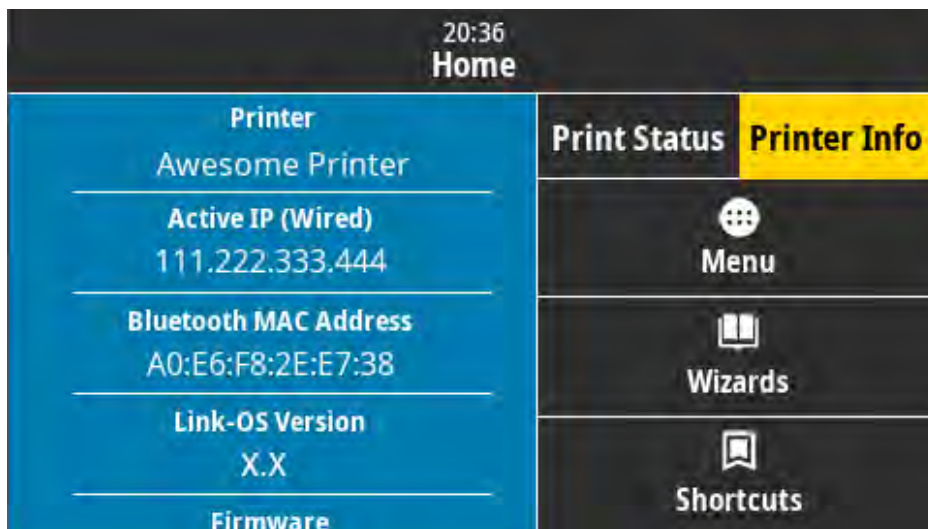 20:36
Home
Printer
Awesome Printer
Active IP (Wired)
111.222.333.444
Bluetooth MAC Address
A0:E6:F8:2E:E7:38
Link-OS Version
X.X
Firmware
Print Status
Printer Info
Menu
Wizards
Shortcuts